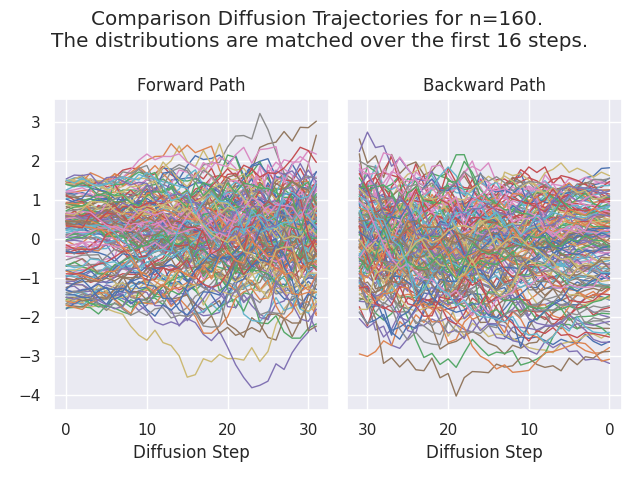 Comparison Diffusion Trajectories for n=160.
The distributions are matched over the first 16 steps.
Forward Path
Backward Path
3
2
1
0
−1
−2
−3
−4
0 10 20 30
30 20 10 0
Diffusion Step
Diffusion Step